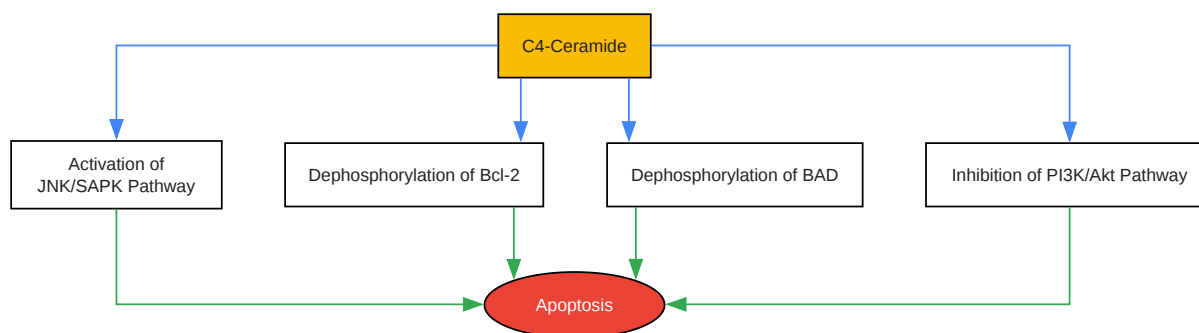 C4-Ceramide
Activation of
JNK/SAPK Pathway
Dephosphorylation of Bcl-2
Dephosphorylation of BAD
Inhibition of PI3K/Akt Pathway
Apoptosis